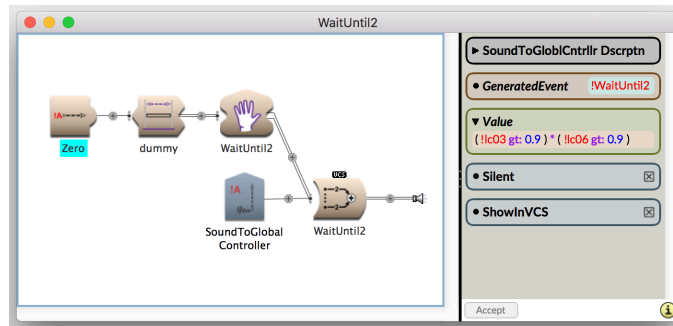 WaitUntil2
Zero
dummy
WaitUntil2
SoundToGlobal
Controller
VCS
WaitUntil2
SoundToGloblCntrllr Dscrptn
GeneratedEvent !WaitUntil2
Value
( !lc03 gt: 0.9 ) * ( !lc06 gt: 0.9 )
Silent
ShowInVCS
Accept